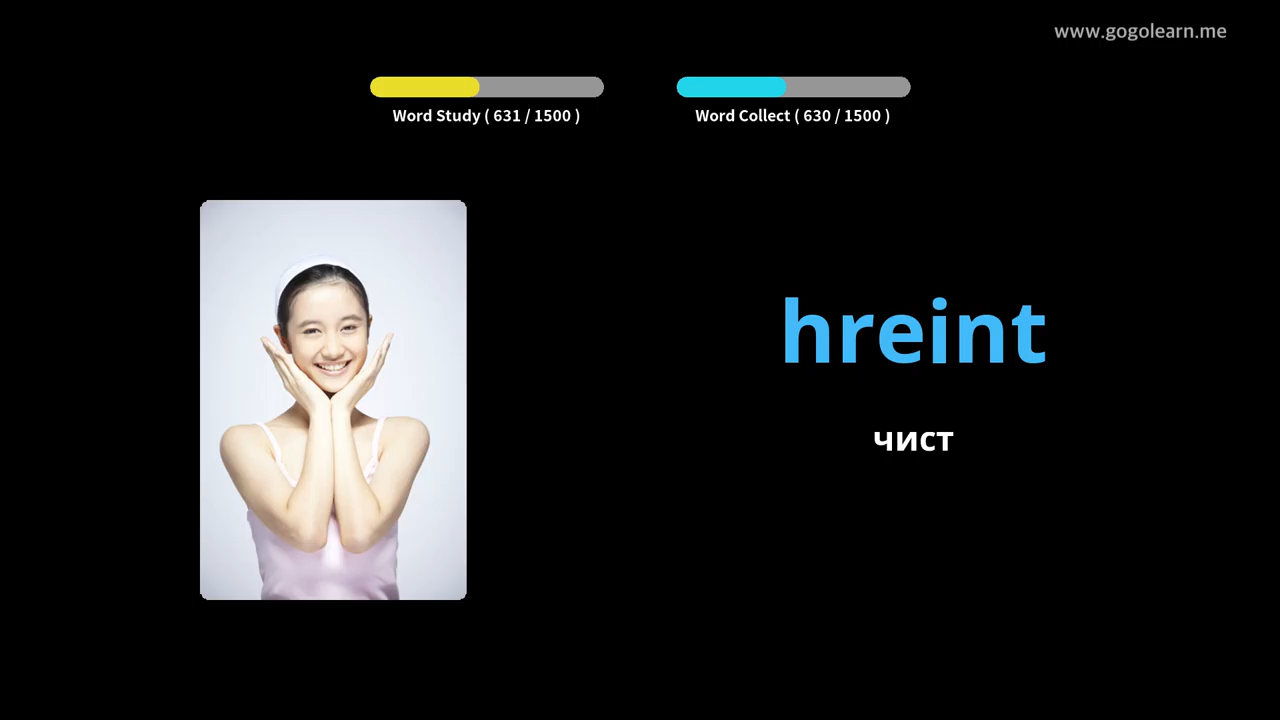 www.gogolearn.me
Word Study ( 631 / 1500 )
Word Collect ( 630 / 1500 )
hreint
чист